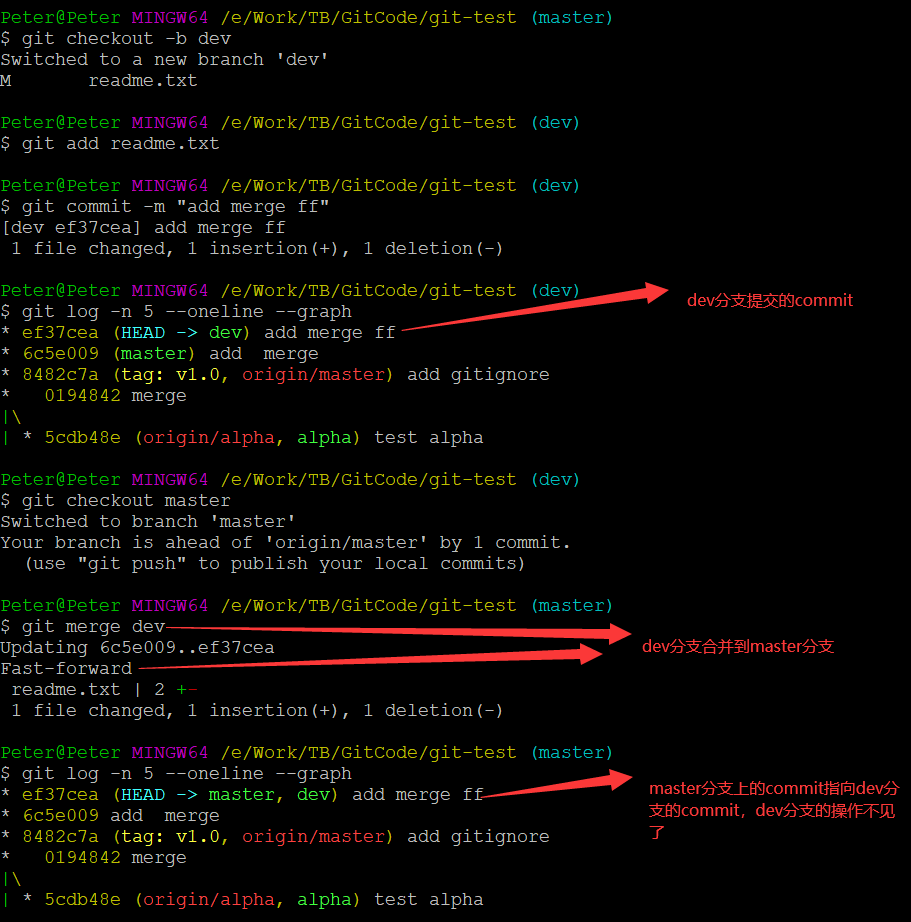 Peter@Peter MINGW64 /e/Work/TB/GitCode/git-test (master)
$ git checkout -b dev
Switched to a new branch 'dev'
M       readme.txt
Peter@Peter MINGW64 /e/Work/TB/GitCode/git-test (dev)
$ git add readme.txt
Peter@Peter MINGW64 /e/Work/TB/GitCode/git-test (dev)
$ git commit -m "add merge ff"
[dev ef37cea] add merge ff
 1 file changed, 1 insertion(+), 1 deletion(-)
Peter@Peter MINGW64 /e/Work/TB/GitCode/git-test (dev)
dev分支提交的commit
$ git log -n 5 --oneline --graph
* ef37cea (HEAD -> dev) add merge ff
* 6c5e009 (master) add  merge
* 8482c7a (tag: v1.0, origin/master) add gitignore
*   0194842 merge
|\
| * 5cdb48e (origin/alpha, alpha) test alpha
Peter@Peter MINGW64 /e/Work/TB/GitCode/git-test (dev)
$ git checkout master
Switched to branch 'master'
Your branch is ahead of 'origin/master' by 1 commit.
  (use "git push" to publish your local commits)
Peter@Peter MINGW64 /e/Work/TB/GitCode/git-test (master)
$ git merge dev
dev分支合并到master分支
Updating 6c5e009..ef37cea
Fast-forward
 readme.txt | 2 +-
 1 file changed, 1 insertion(+), 1 deletion(-)
Peter@Peter MINGW64 /e/Work/TB/GitCode/git-test (master)
$ git log -n 5 --oneline --graph
* ef37cea (HEAD -> master, dev) add merge ff
master分支上的commit指向dev分
支的commit，dev分支的操作不见
了
* 6c5e009 add  merge
* 8482c7a (tag: v1.0, origin/master) add gitignore
*   0194842 merge
|\
| * 5cdb48e (origin/alpha, alpha) test alpha